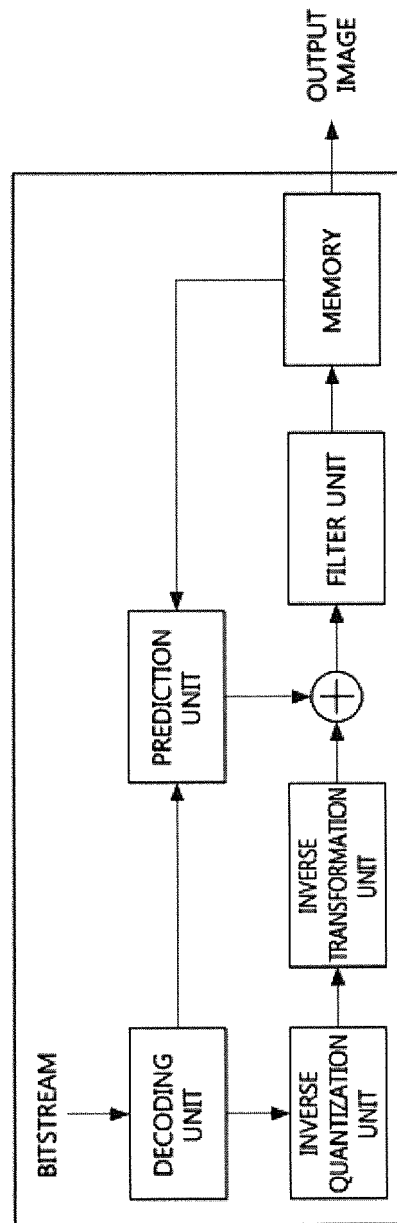 BITSTREAM
DECODING
UNIT
INVERSE
QUANTIZATION
UNIT
INVERSE
TRANSFORMATION
UNIT
PREDICTION
UNIT
FILTER UNIT
MEMORY
OUTPUT
IMAGE